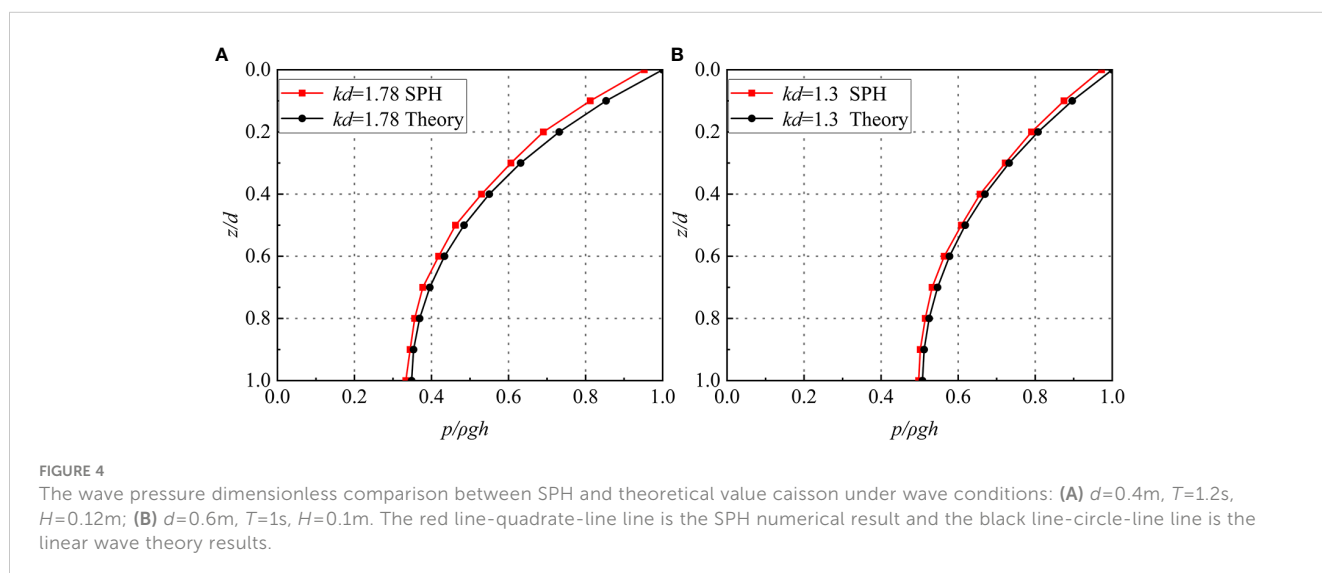 A
0.0
0.2
0.4
0.6
0.8
1.0
z/d
kd=1.78 SPH
kd=1.78 Theory
0.0 0.2 0.4 0.6 0.8 1.0
p/ρgh
B
0.0
0.2
0.4
0.6
0.8
1.0
z/d
kd=1.3 SPH
kd=1.3 Theory
0.0 0.2 0.4 0.6 0.8 1.0
p/ρgh
FIGURE 4
The wave pressure dimensionless comparison between SPH and theoretical value caisson under wave conditions: (A) d=0.4m, T=1.2s,
H=0.12m; (B) d=0.6m, T=1s, H=0.1m. The red line-quadrate-line line is the SPH numerical result and the black line-circle-line line is the
linear wave theory results.